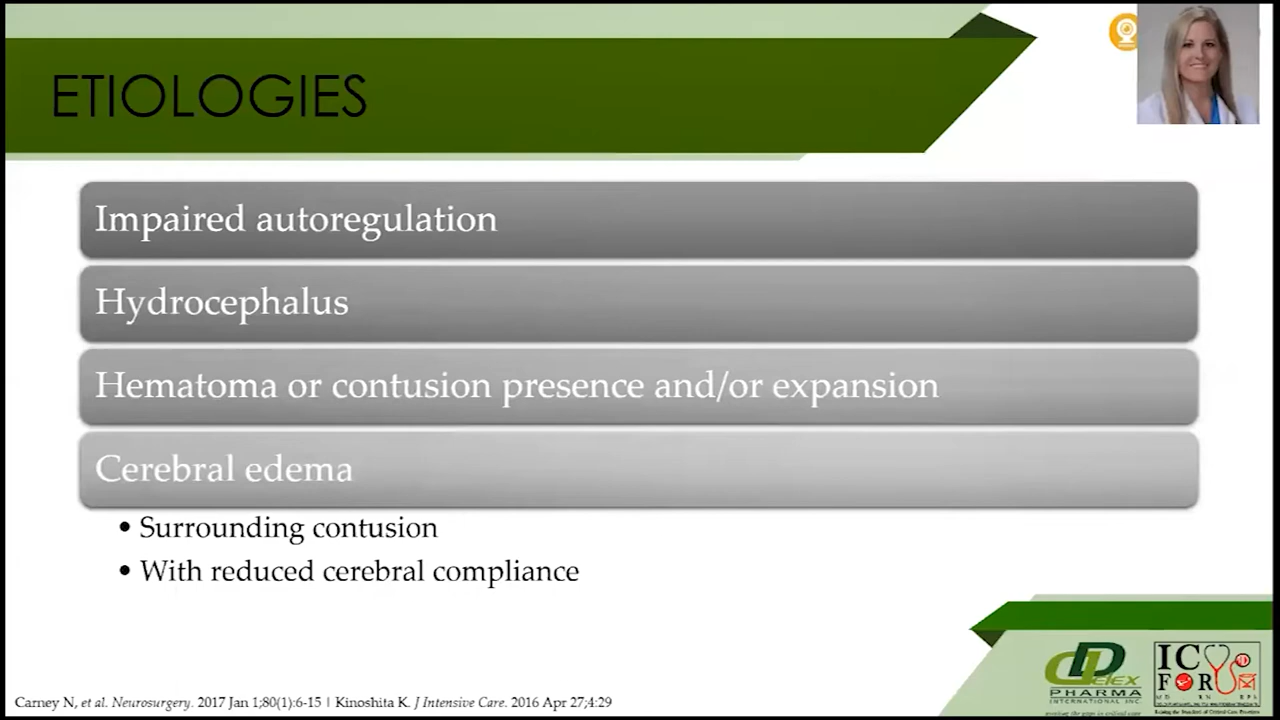 ETIOLOGIES
Impaired autoregulation
Hydrocephalus
Hematoma or contusion presence and/or expansion
Cerebral edema
• Surrounding contusion
• With reduced cerebral compliance
Carney N, et al. Neurosurgery. 2017 Jan 1;80(1):6-15 | Kinoshita K. J Intensive Care. 2016 Apr 27;4:29
PHARMA
INTERNATIONAL INC
IC
FOR